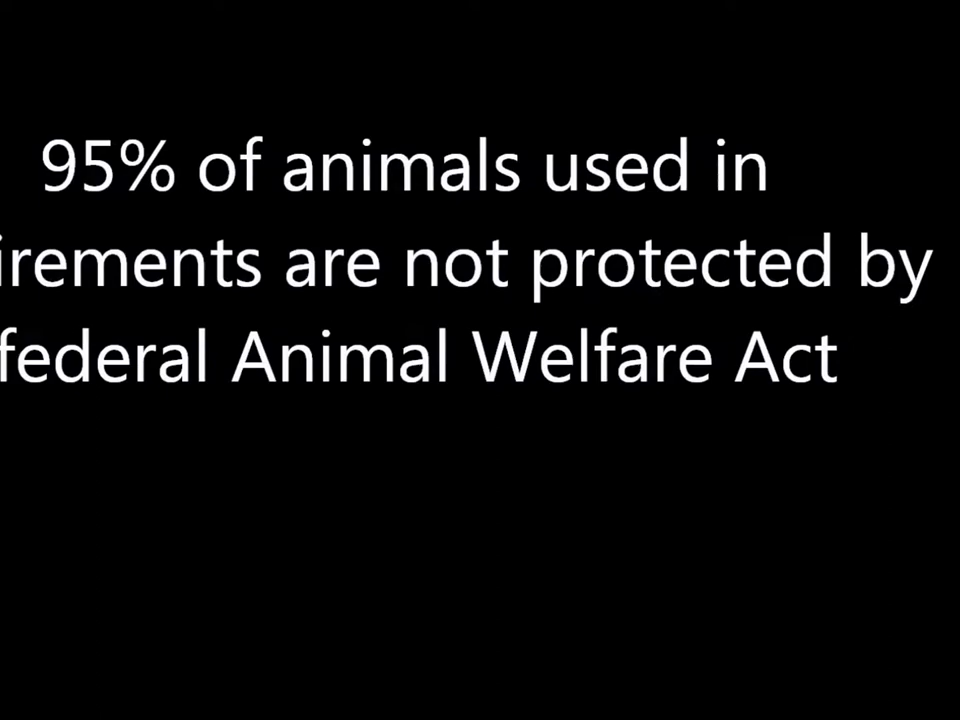 95% of animals used in
irements are not protected by
federal Animal Welfare Act